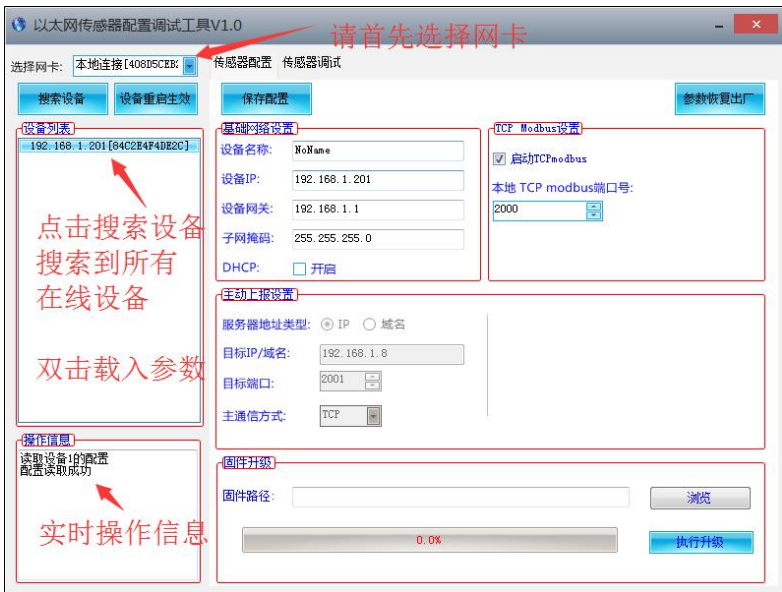 以太网传感器配置调试工具V1.0
请首先选择网卡
选择网卡: 本地连接[408D5CEB:
传感器配置 传感器调试
搜索设备 设备重启生效 保存配置 参数恢复出厂
设备列表
192.168.1.201[84C2E4F4DE2C]
点击搜索设备
搜索到所有
在线设备
双击载入参数
基础网络设置
设备名称: NoName
设备IP: 192.168.1.201
设备网关: 192.168.1.1
子网掩码: 255.255.255.0
DHCP: 开启
TCP Modbus设置
启动TCPmodbus
本地 TCP modbus端口号:
2000
主动上报设置
服务器地址类型: IP 域名
目标IP/域名: 192.168.1.8
目标端口: 2001
主通信方式: TCP
操作信息
读取设备1的配置
配置读取成功
实时操作信息
固件升级
固件路径: 浏览
0.0% 执行升级